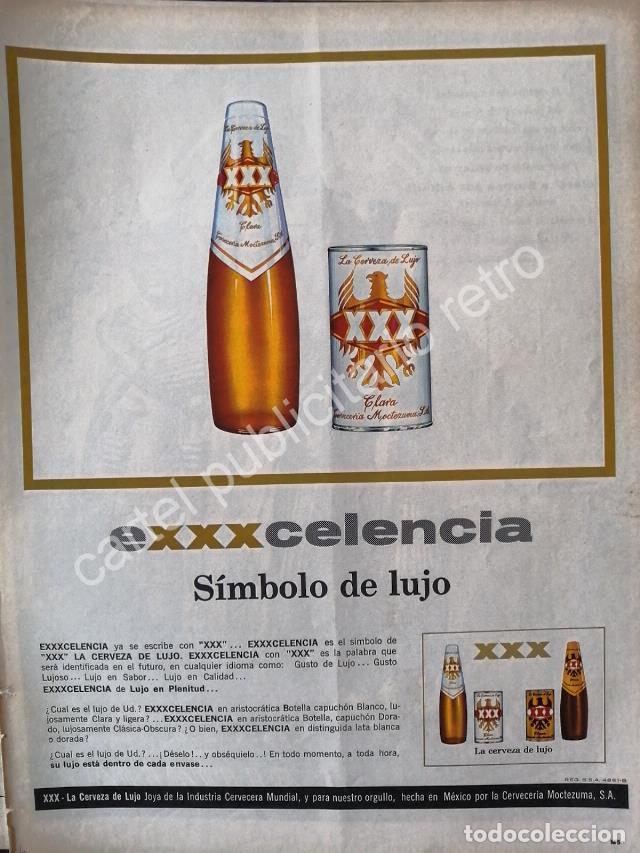 La Cerveza de Lujo
XXX
Clara
Cervecería Moctezuma, S.A.
La Cerveza de Lujo
XXX
Clara
Cervecería Moctezuma, S.A.
cartel publicitario retro
exxxcelencia
Símbolo de lujo
EXXXCELENCIA ya se escribe con "XXX"... EXXXCELENCIA es el símbolo de
"XXX" LA CERVEZA DE LUJO. EXXXCELENCIA con "XXX" es la palabra que
será identificada en el futuro, en cualquier idioma como: Gusto de Lujo... Gusto
Lujoso... Lujo en Sabor... Lujo en Calidad...
EXXXCELENCIA de Lujo en Plenitud...
¿Cual es el lujo de Ud.? EXXXCELENCIA en aristocrática Botella capuchón Blanco, lu-
josamente Clara y ligera? ...EXXXCELENCIA en aristocrática Botella, capuchón Dora-
do, lujosamente Clásica-Obscura? ¿O bien, EXXXCELENCIA en distinguida lata blanca
o dorada?
¿Cual es el lujo de Ud.? ...¡Déselo!.. y obséquielo..! En todo momento, a toda hora,
su lujo está dentro de cada envase...
XXX
XXX
XXX
La cerveza de lujo
REG. S.S.A. 4861-B
XXX - La Cerveza de Lujo Joya de la Industria Cervecera Mundial, y para nuestro orgullo, hecha en México por la Cervecería Moctezuma, S.A.
todocoleccion